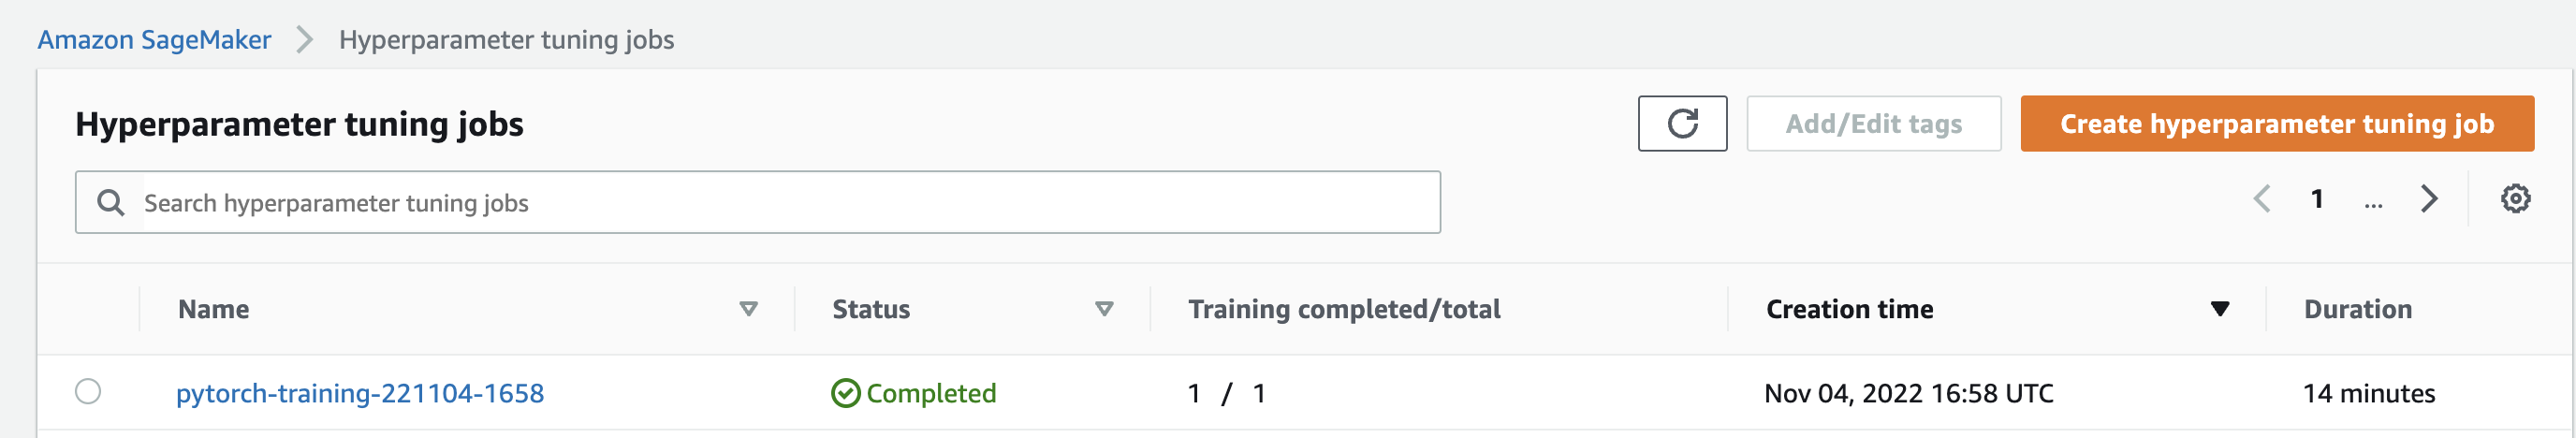 Amazon SageMaker > Hyperparameter tuning jobs
Hyperparameter tuning jobs
Add/Edit tags
Create hyperparameter tuning job
Search hyperparameter tuning jobs
1 ...
Name Status Training completed/total Creation time Duration
pytorch-training-221104-1658 Completed 1 / 1 Nov 04, 2022 16:58 UTC 14 minutes